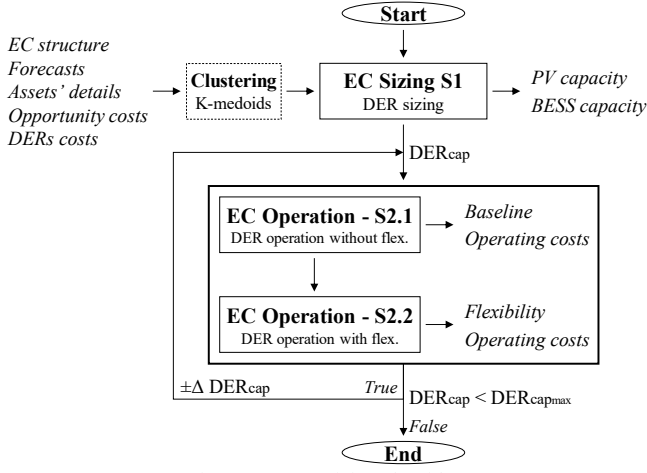 Start
EC structure
Forecasts
Assets' details
Opportunity costs
DERs costs
Clustering
K-medoids
EC Sizing S1
DER sizing
PV capacity
BESS capacity
DERcap
EC Operation - S2.1
DER operation without flex.
Baseline
Operating costs
EC Operation - S2.2
DER operation with flex.
Flexibility
Operating costs
±Δ DERcap
True
DERcap < DERcapmax
False
End